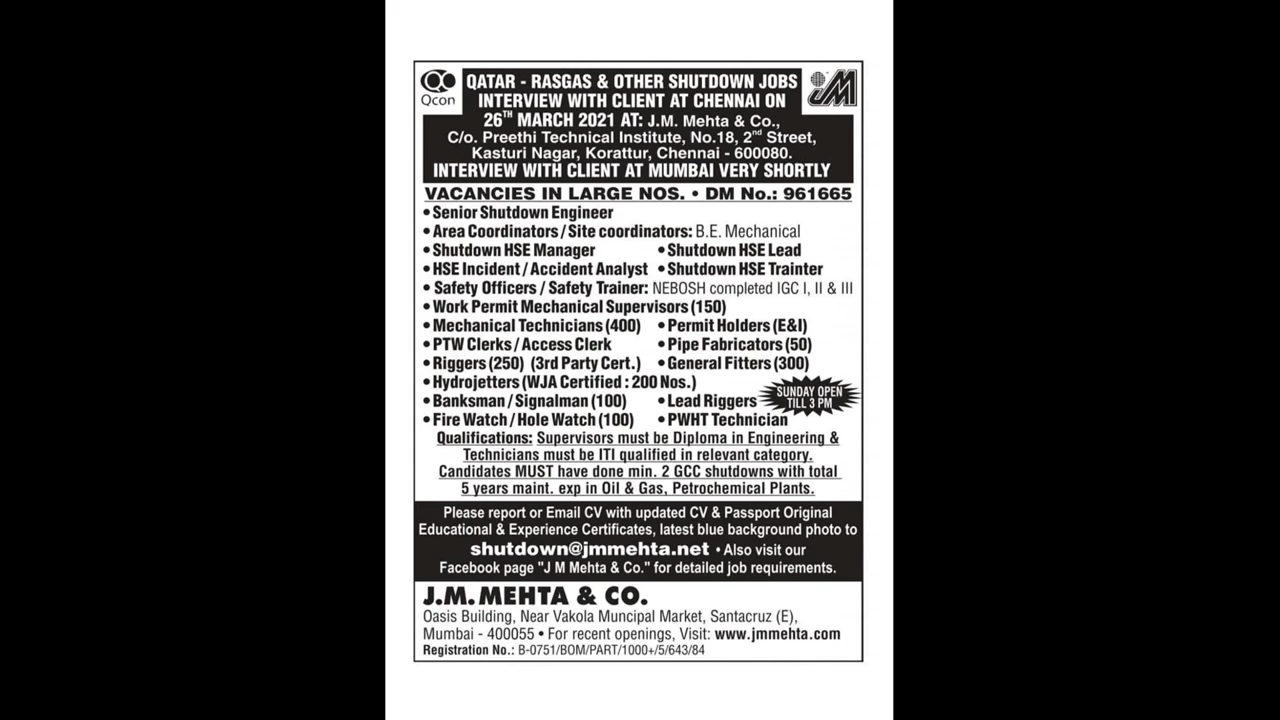 Qcon
QATAR - RASGAS & OTHER SHUTDOWN JOBS
JM
INTERVIEW WITH CLIENT AT CHENNAI ON
26TH MARCH 2021 AT: J.M. Mehta & Co.,
C/o. Preethi Technical Institute, No.18, 2nd Street,
Kasturi Nagar, Korattur, Chennai - 600080.
INTERVIEW WITH CLIENT AT MUMBAI VERY SHORTLY
VACANCIES IN LARGE NOS. • DM No.: 961665
• Senior Shutdown Engineer
• Area Coordinators / Site coordinators: B.E. Mechanical
• Shutdown HSE Manager • Shutdown HSE Lead
• HSE Incident / Accident Analyst • Shutdown HSE Trainter
• Safety Officers / Safety Trainer: NEBOSH completed IGC I, II & III
• Work Permit Mechanical Supervisors (150)
• Mechanical Technicians (400) • Permit Holders (E&I)
• PTW Clerks / Access Clerk • Pipe Fabricators (50)
• Riggers (250) (3rd Party Cert.) • General Fitters (300)
• Hydrojetters (WJA Certified : 200 Nos.)
• Banksman / Signalman (100) • Lead Riggers
SUNDAY OPEN
TILL 3 PM
• Fire Watch / Hole Watch (100) • PWHT Technician
Qualifications: Supervisors must be Diploma in Engineering &
Technicians must be ITI qualified in relevant category.
Candidates MUST have done min. 2 GCC shutdowns with total
5 years maint. exp in Oil & Gas, Petrochemical Plants.
Please report or Email CV with updated CV & Passport Original
Educational & Experience Certificates, latest blue background photo to
shutdown@jmmehta.net • Also visit our
Facebook page "J M Mehta & Co." for detailed job requirements.
J.M. MEHTA & CO.
Oasis Building, Near Vakola Muncipal Market, Santacruz (E),
Mumbai - 400055 • For recent openings, Visit: www.jmmehta.com
Registration No.: B-0751/BOM/PART/1000+/5/643/84